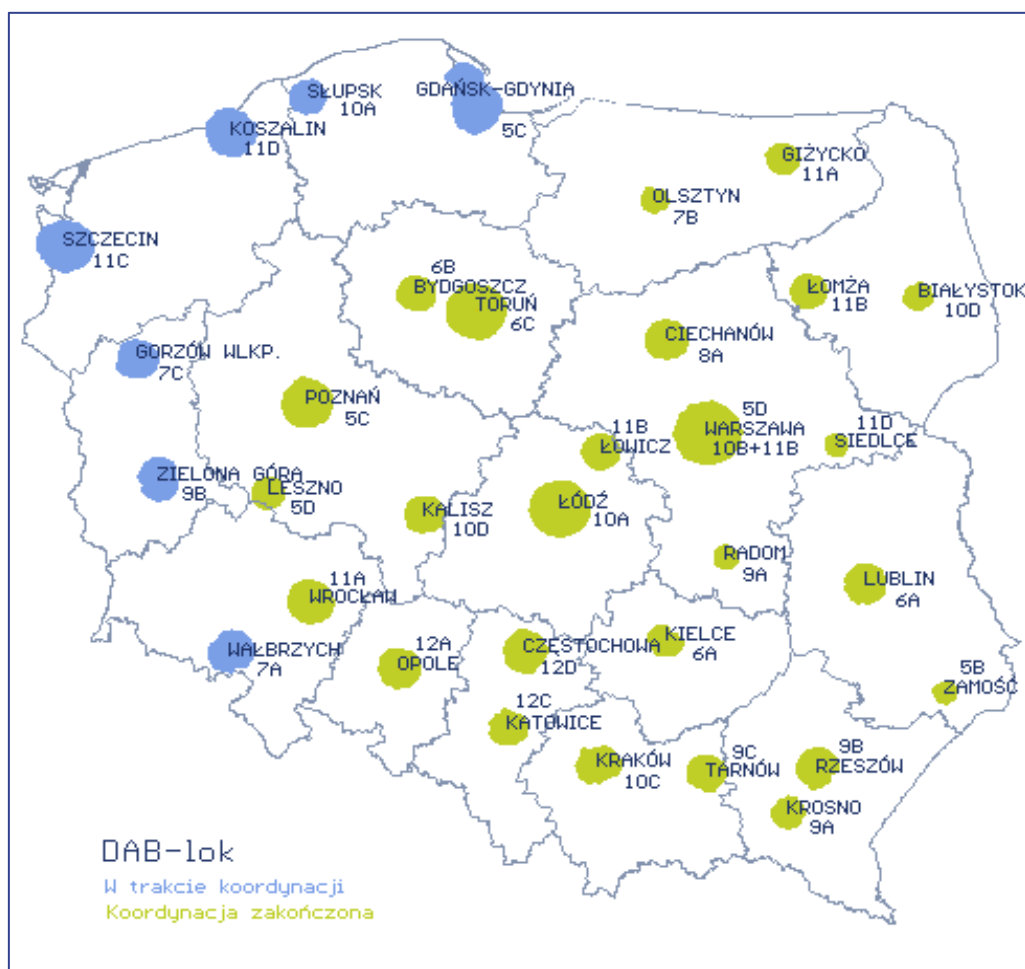 SŁUPSK
10A
GDAŃSK-GDYNIA
5C
KOSZALIN
11D
GIŻYCKO
11A
OLSZTYN
7B
SZCZECIN
11C
6B
BYDGOSZCZ
TORUŃ
6C
ŁOMŻA
11B
BIAŁYSTOK
10D
CIECHANÓW
8A
GORZÓW WLKP.
7C
POZNAŃ
5C
5D
WARSZAWA
10B+11B
11D
SIEDLCE
11B
ŁOWICZ
ZIELONA GÓRA
9B
LESZNO
5D
KALISZ
10D
ŁÓDŹ
10A
RADOM
9A
LUBLIN
6A
11A
WROCŁAW
WAŁBRZYCH
7A
12A
OPOLE
CZĘSTOCHOWA
12D
KIELCE
6A
5B
ZAMOŚĆ
12C
KATOWICE
KRAKÓW
10C
9C
TARNÓW
9B
RZESZÓW
KROSNO
9A
DAB-lok
W trakcie koordynacji
Koordynacja zakończona